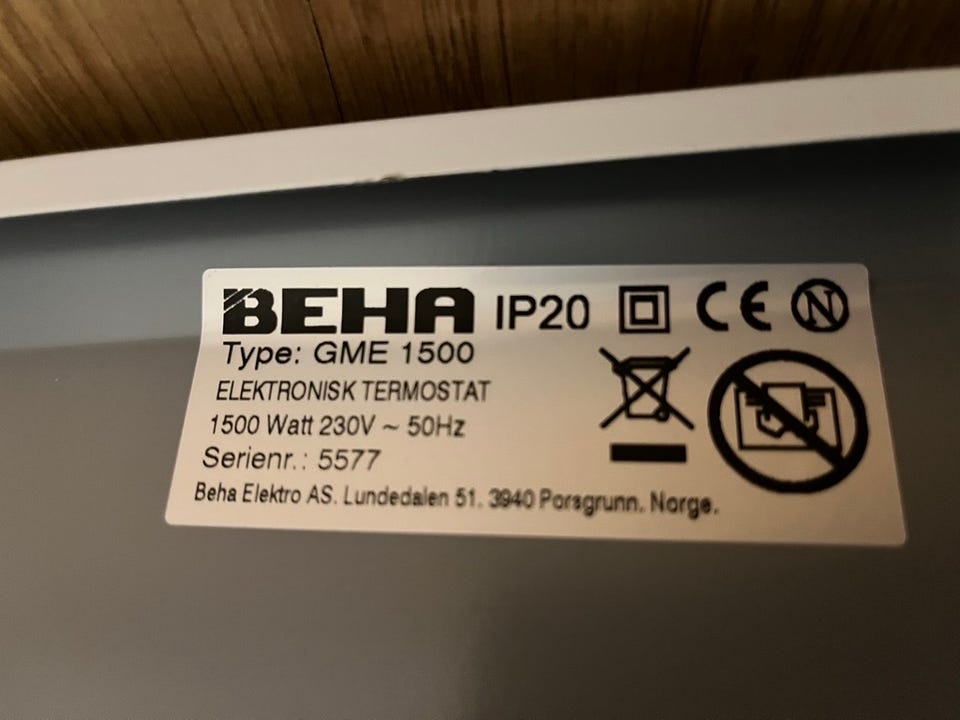 BEHA IP20 CE N
Type: GME 1500
ELEKTRONISK TERMOSTAT
1500 Watt 230V ~ 50Hz
Serienr.: 5577
Beha Elektro AS. Lundedalen 51. 3940 Porsgrunn. Norge.